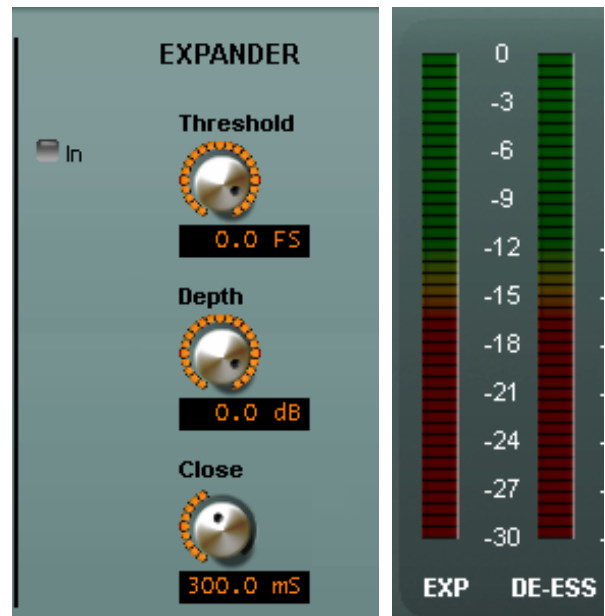 EXPANDER
Threshold
In
0.0 FS
Depth
0.0 dB
Close
300.0 mS
0
-3
-6
-9
-12
-15
-18
-21
-24
-27
-30
EXP DE-ESS